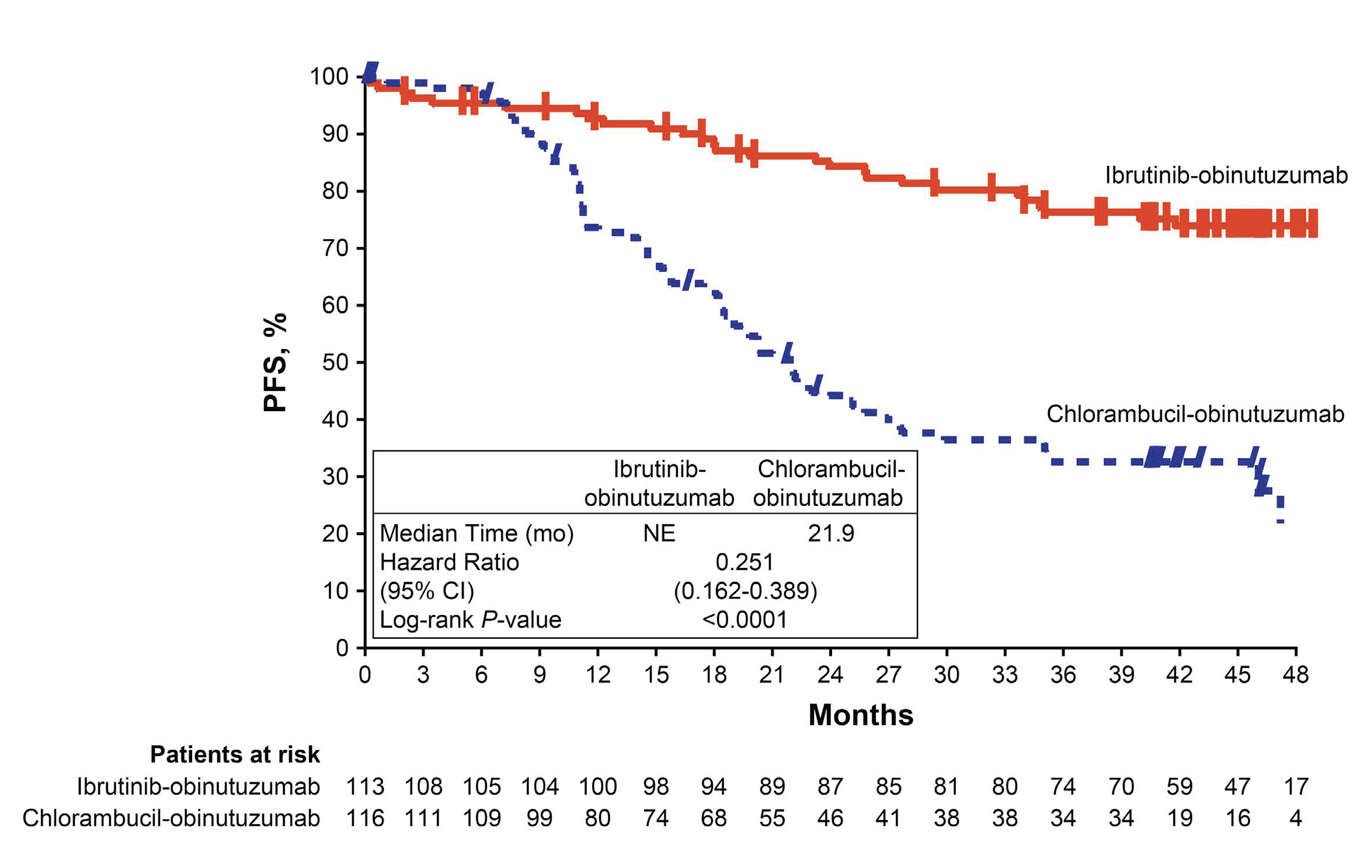 100
90
80
70
60
50
40
30
20
10
0
PFS, %
Ibrutinib-obinutuzumab
Chlorambucil-obinutuzumab
Ibrutinib- Chlorambucil-
obinutuzumab obinutuzumab
Median Time (mo) NE 21.9
Hazard Ratio 0.251
(95% CI) (0.162-0.389)
Log-rank P-value <0.0001
0 3 6 9 12 15 18 21 24 27 30 33 36 39 42 45 48
Months
Patients at risk
Ibrutinib-obinutuzumab 113 108 105 104 100 98 94 89 87 85 81 80 74 70 59 47 17
Chlorambucil-obinutuzumab 116 111 109 99 80 74 68 55 46 41 38 38 34 34 19 16 4